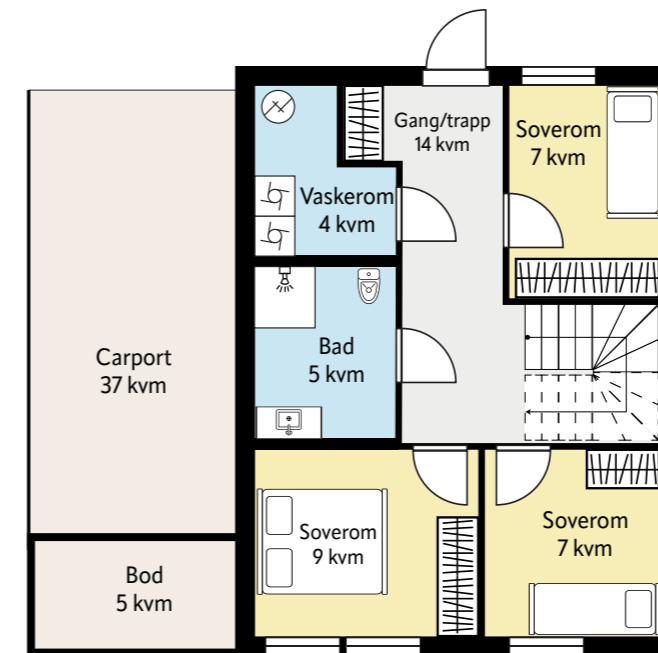 Gang/trapp
14 kvm
Soverom
7 kvm
Vaskerom
4 kvm
Bad
5 kvm
Carport
37 kvm
Soverom
9 kvm
Soverom
7 kvm
Bod
5 kvm